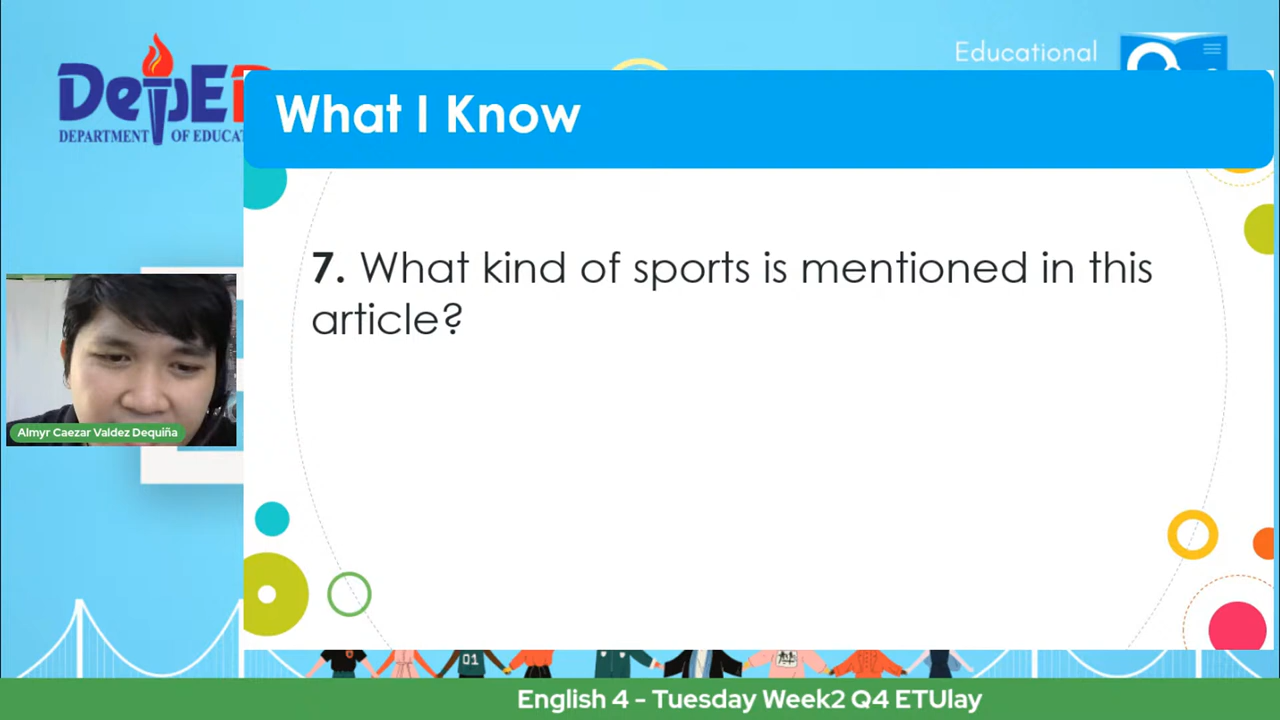 Educational
DepED
DEPARTMENT OF EDUCAT
What I Know
7. What kind of sports is mentioned in this
article?
Almyr Caezar Valdez Dequiña
01
English 4 - Tuesday Week2 Q4 ETUlay